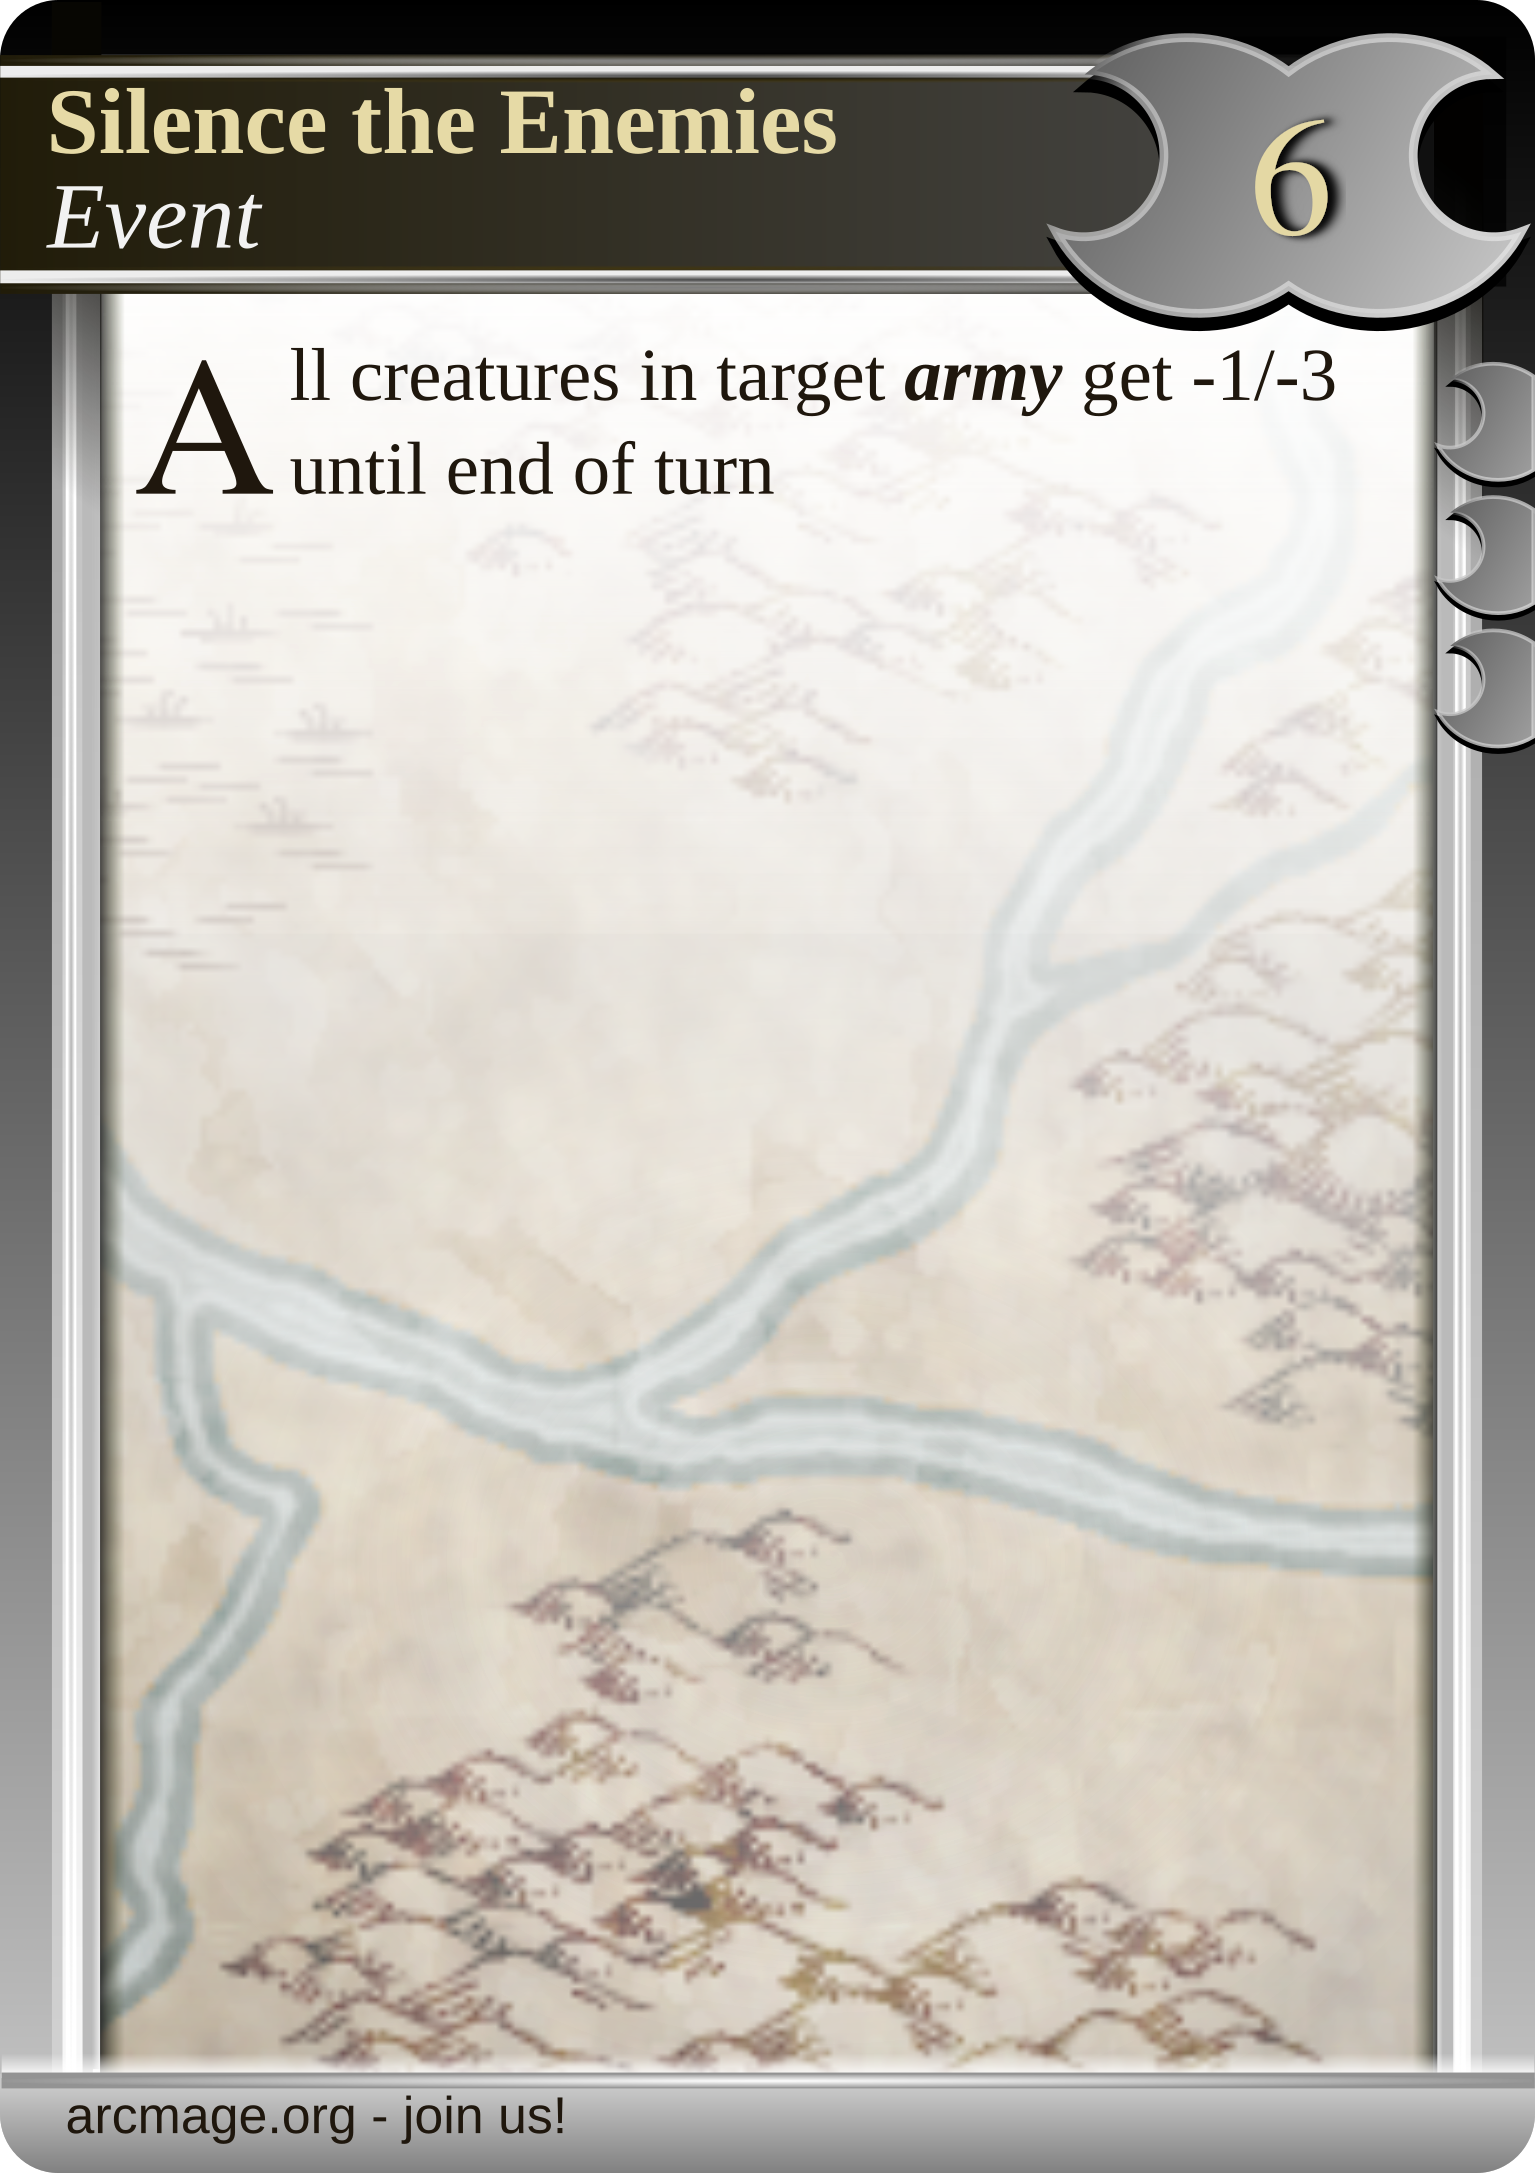 Silence the Enemies
Event
6
All creatures in target army get -1/-3
until end of turn
arcmage.org - join us!